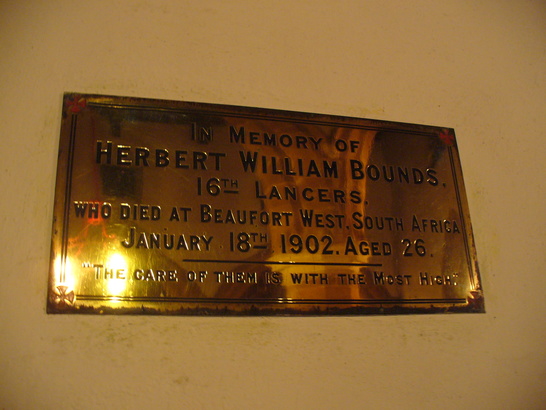 IN MEMORY OF
HERBERT WILLIAM BOUNDS.
16TH LANCERS.
WHO DIED AT BEAUFORT WEST, SOUTH AFRICA
JANUARY 18TH 1902. AGED 26.
"THE CARE OF THEM IS WITH THE MOST HIGH."